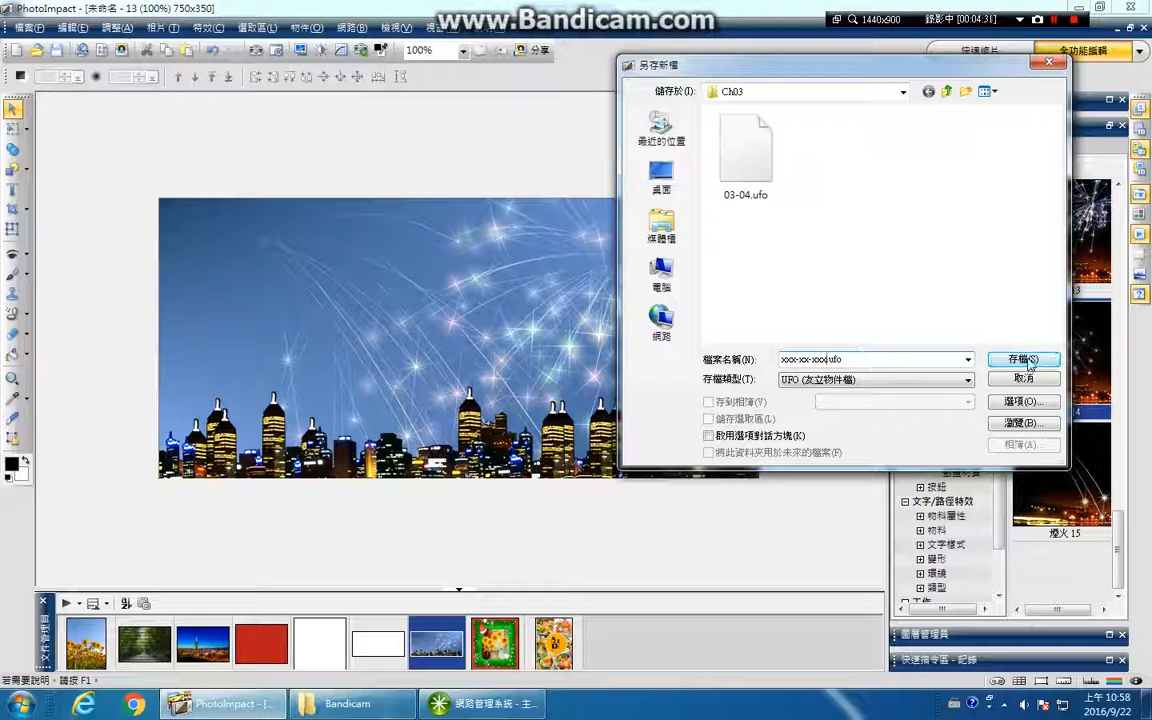 PhotoImpact - [未命名 - 13 (100%) 750x350]
www.Bandicam.com
1440x900
錄影中 [00:04:31]
檔案(F) 編輯(E) 調整(A) 相片(T) 特效(C) 選取區(L) 物件(O) 網路(B) 檢視(V)
100%
分享
快速修片
全功能編輯
另存新檔
儲存於(I):
Ch03
最近的位置
桌面
媒體櫃
電腦
網路
03-04.ufo
檔案名稱(N):
xxx-xx-xxx.ufo
存檔(S)
存檔類型(T):
UFO (友立物件檔)
取消
存到相簿(V)
選項(O)...
儲存選取區(L)
瀏覽(B)...
啟用選項對話方塊(K)
相簿(A)...
將此資料夾用於未來的檔案(F)
按鈕
文字/路徑特效
物料屬性
物料
文字樣式
變形
環繞
類型
煙火 15
文件管理員
圖層管理員
快速指令區 - 記錄
若需要說明，請按 F1。
PhotoImpact - [...
Bandicam
網路管理系統 - 主...
上午 10:58
2016/9/22